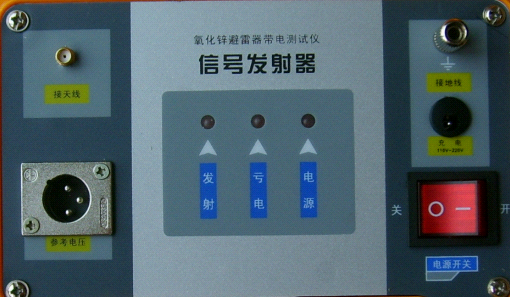 氧化锌避雷器带电测试仪
信号发射器
接天线
接地线
充电
110V~220V
发射
亏电
电源
参考电压
关
开
电源开关